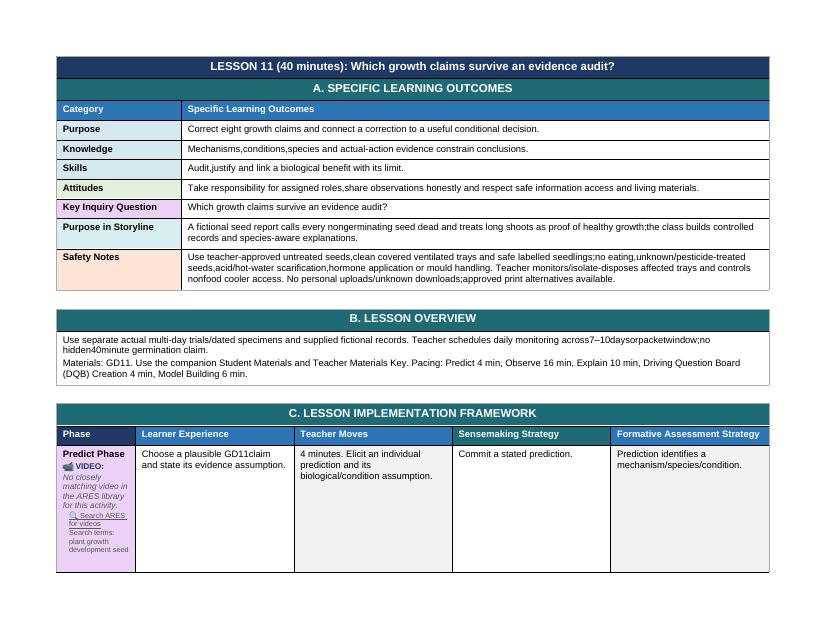 LESSON 11 (40 minutes): Which growth claims survive an evidence audit?
A. SPECIFIC LEARNING OUTCOMES
Category Specific Learning Outcomes
Purpose Correct eight growth claims and connect a correction to a useful conditional decision.
Knowledge Mechanisms,conditions,species and actual-action evidence constrain conclusions.
Skills Audit,justify and link a biological benefit with its limit.
Attitudes Take responsibility for assigned roles,share observations honestly and respect safe information access and living materials.
Key Inquiry Question Which growth claims survive an evidence audit?
Purpose in Storyline A fictional seed report calls every nongerminating seed dead and treats long shoots as proof of healthy growth;the class builds controlled
records and species-aware explanations.
Safety Notes Use teacher-approved untreated seeds,clean covered ventilated trays and safe labelled seedlings;no eating,unknown/pesticide-treated
seeds,acid/hot-water scarification,hormone application or mould handling. Teacher monitors/isolate-disposes affected trays and controls
nonfood cooler access. No personal uploads/unknown downloads;approved print alternatives available.
B. LESSON OVERVIEW
Use separate actual multi-day trials/dated specimens and supplied fictional records. Teacher schedules daily monitoring across7–10daysorpacketwindow;no
hidden40minute germination claim.
Materials: GD11. Use the companion Student Materials and Teacher Materials Key. Pacing: Predict 4 min, Observe 16 min, Explain 10 min, Driving Question Board
(DQB) Creation 4 min, Model Building 6 min.
C. LESSON IMPLEMENTATION FRAMEWORK
Phase Learner Experience Teacher Moves Sensemaking Strategy Formative Assessment Strategy
Predict Phase
VIDEO:
No closely
matching video in
the ARES library
for this activity.
Search ARES
for videos
Search terms:
plant growth
development seed
Choose a plausible GD11claim
and state its evidence assumption.
4 minutes. Elicit an individual
prediction and its
biological/condition assumption.
Commit a stated prediction.
Prediction identifies a
mechanism/species/condition.